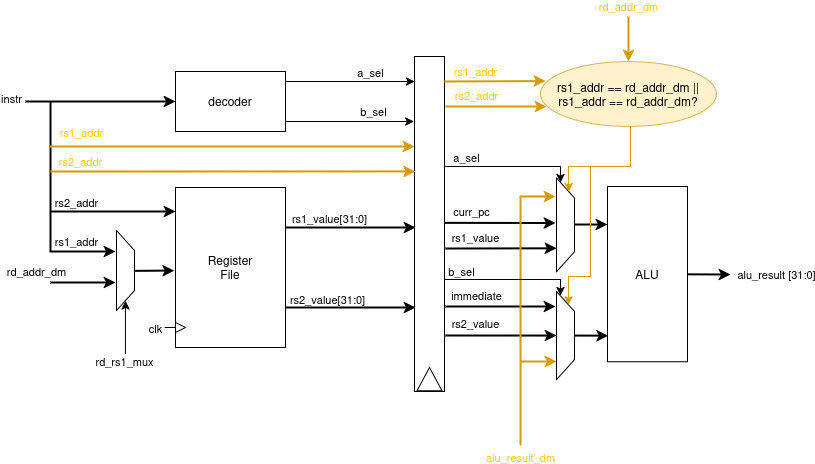 rd_addr_dm
rs1_addr == rd_addr_dm ||
rs1_addr == rd_addr_dm?
instr
decoder
a_sel
b_sel
rs1_addr
rs2_addr
rs1_addr
rs2_addr
a_sel
rs2_addr
rs1_addr
rd_addr_dm
Register
File
clk
rd_rs1_mux
rs1_value[31:0]
rs2_value[31:0]
curr_pc
rs1_value
b_sel
immediate
rs2_value
ALU
alu_result [31:0]
alu_result_dm